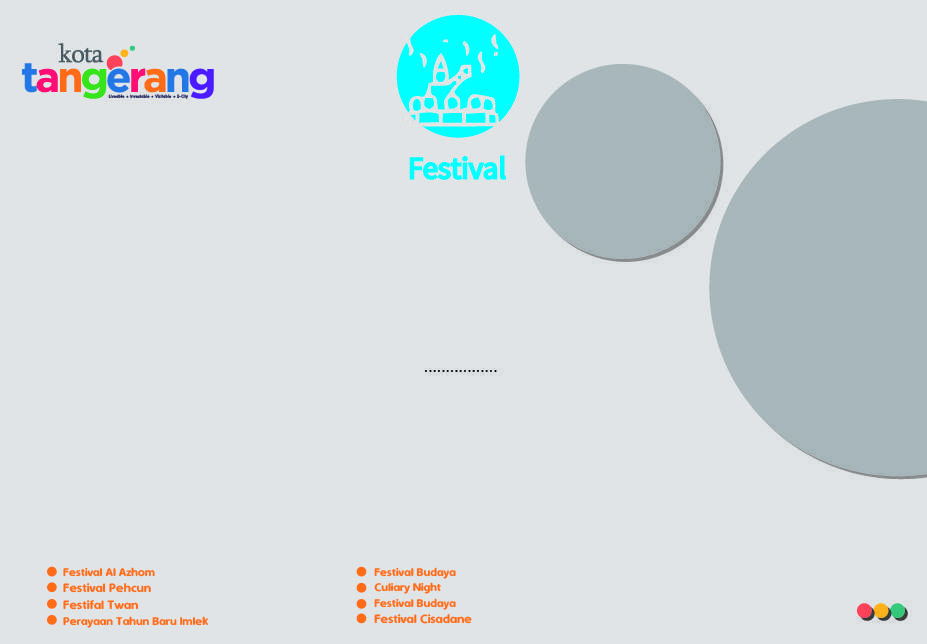 kota
tangerang
Liveable + Investable + Visitable + E-City
Festival
.................
Festival Al Azhom
Festival Pehcun
Festifal Twan
Perayaan Tahun Baru Imlek
Festival Budaya
Culiary Night
Festival Budaya
Festival Cisadane